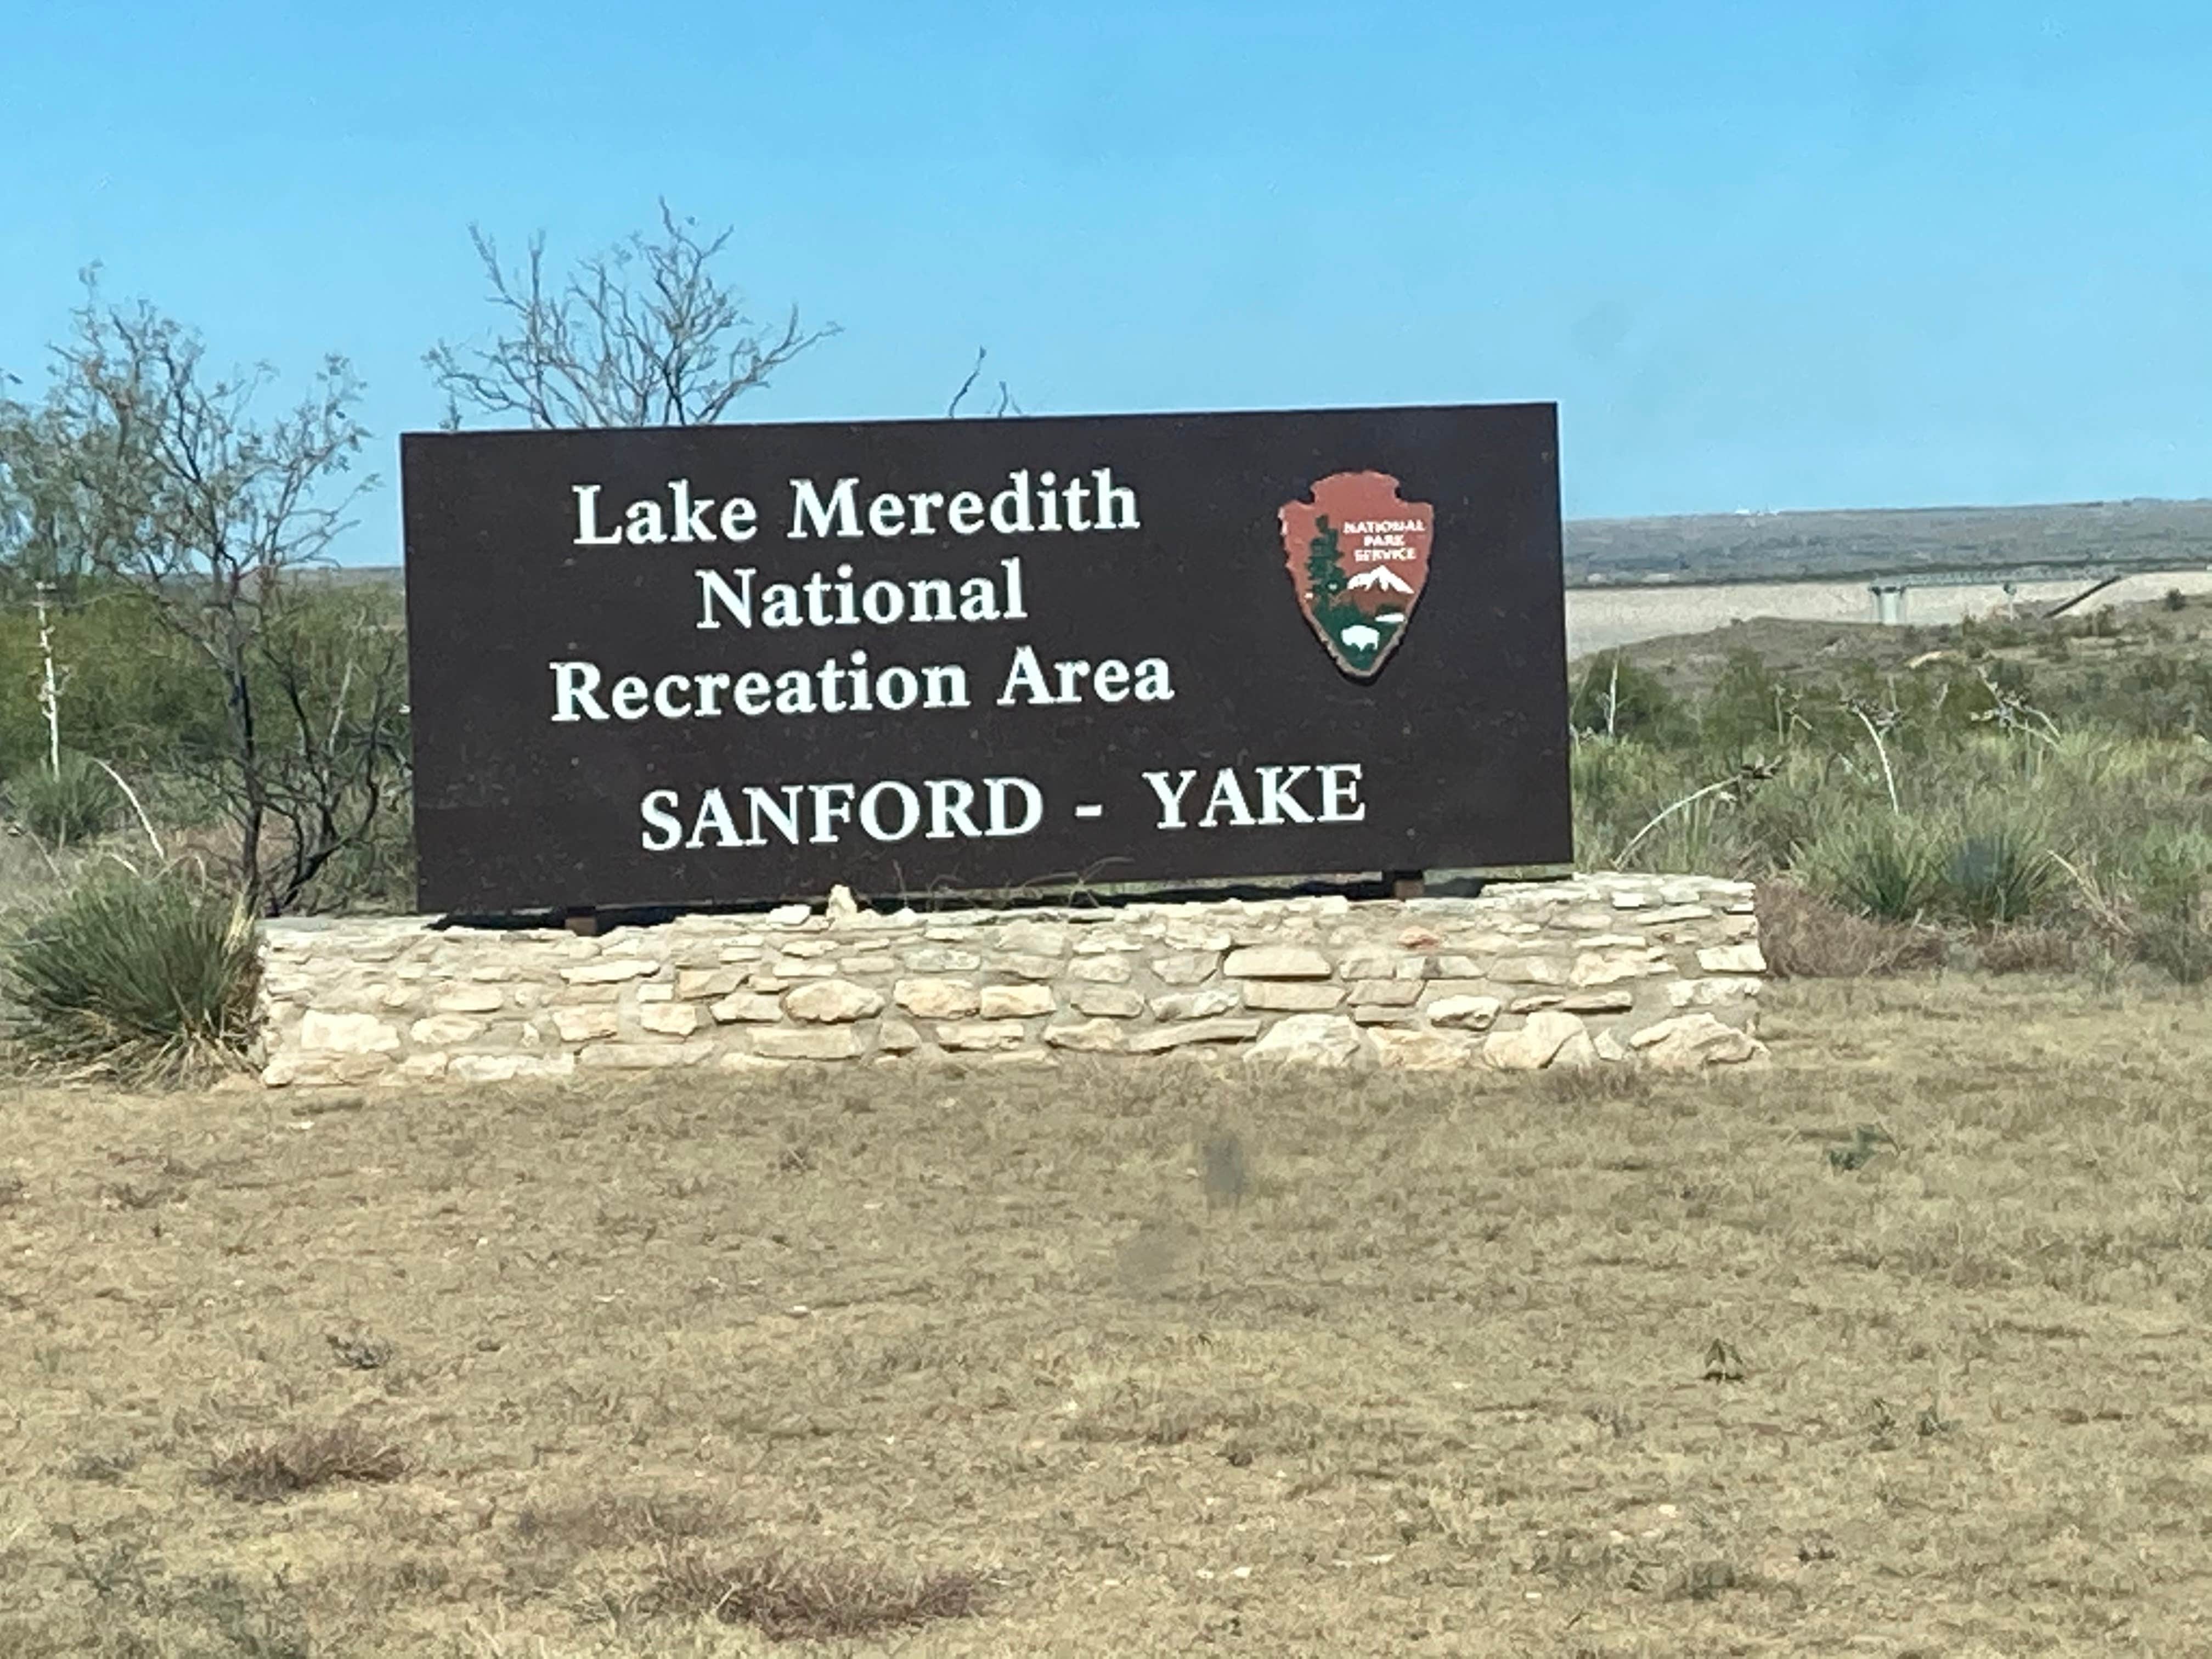 Lake Meredith
National
Recreation Area
SANFORD - YAKE
NATIONAL
PARK
SERVICE